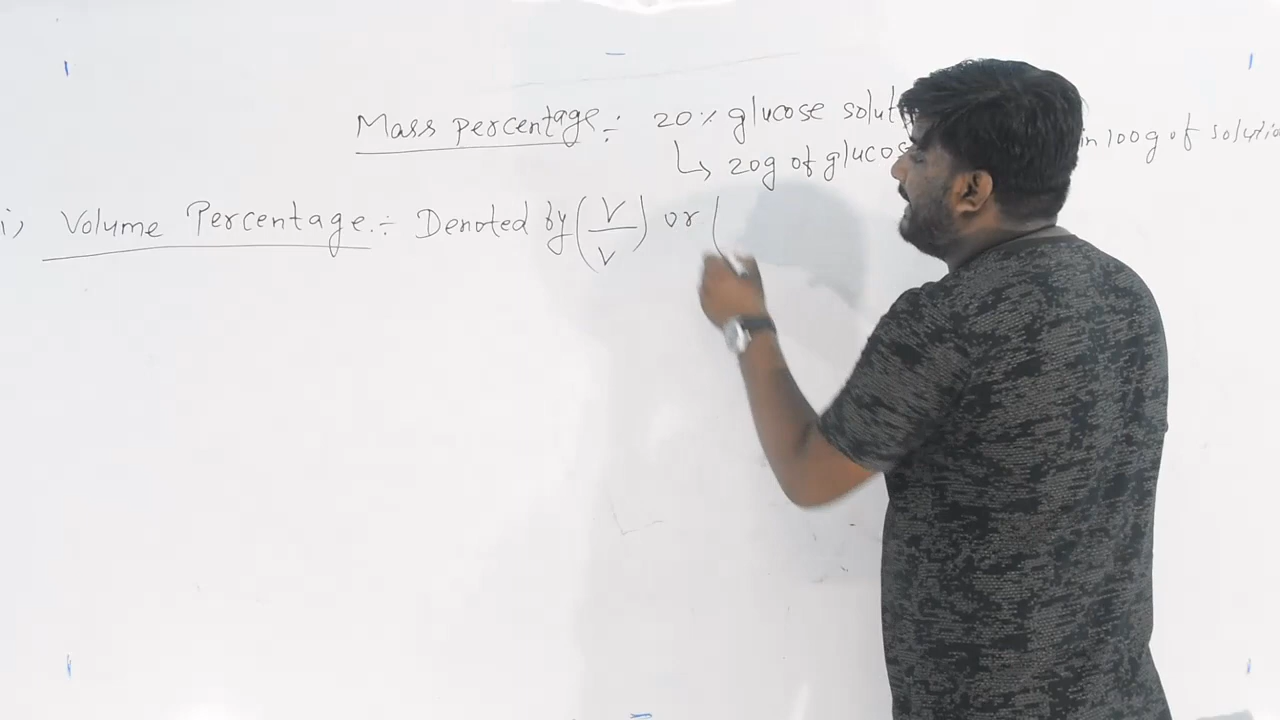 Mass percentage :- 20% glucose solut
↳ 20g of glucos in 100g of solutio
i) Volume Percentage :- Denoted by (V/V) or (